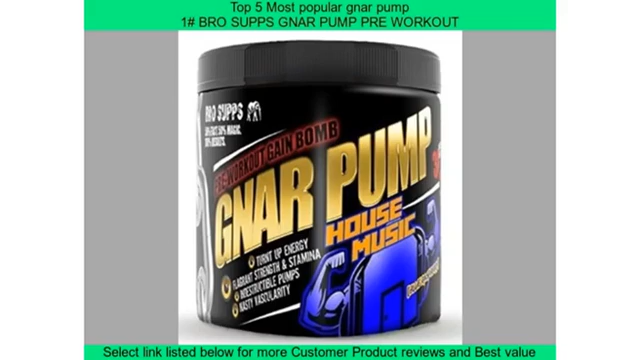 Top 5 Most popular gnar pump
1# BRO SUPPS GNAR PUMP PRE WORKOUT
BRO SUPPS
WORKOUT GAIN BOMB
GNAR PUMP
HOUSE
MUSIC
TURNT UP ENERGY
FLAGRANT STRENGTH & STAMINA
INDESTRUCTIBLE PUMPS
NASTY VASCULARITY
Select link listed below for more Customer Product reviews and Best value